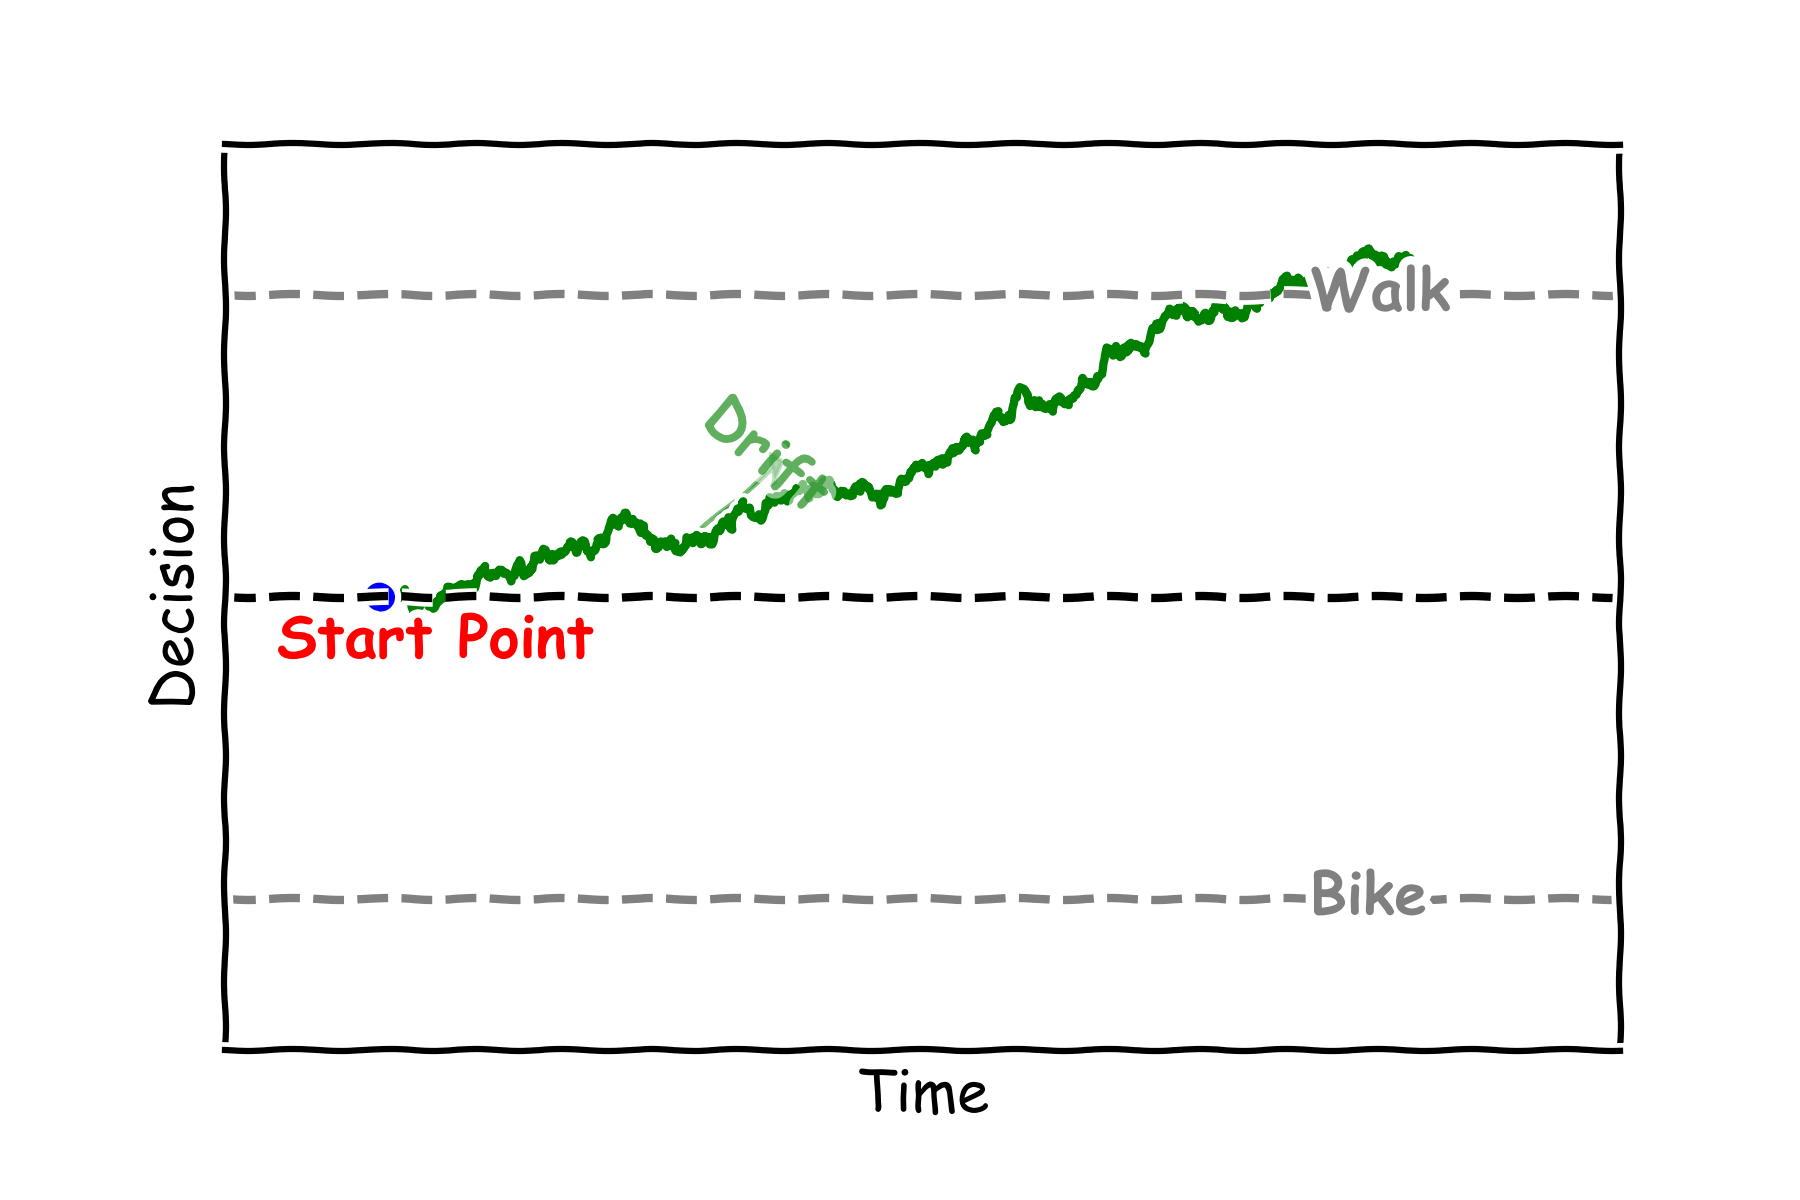 Walk
Drift
Decision
Start Point
Bike
Time